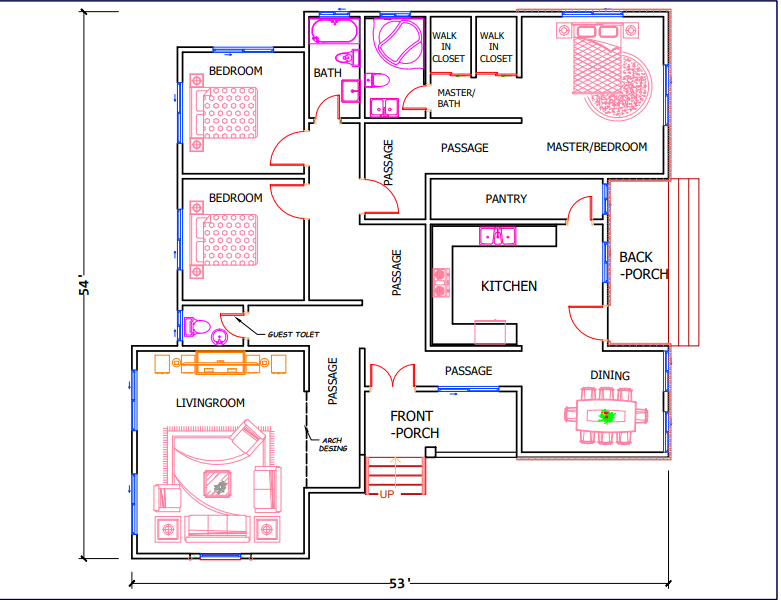 WALK
IN
CLOSET
WALK
IN
CLOSET
BEDROOM
BATH
MASTER/
BATH
PASSAGE
PASSAGE
MASTER/BEDROOM
BEDROOM
PANTRY
PASSAGE
KITCHEN
BACK
-PORCH
54'
GUEST TOLET
PASSAGE
PASSAGE
DINING
LIVINGROOM
FRONT
-PORCH
ARCH
DESING
UP
53'